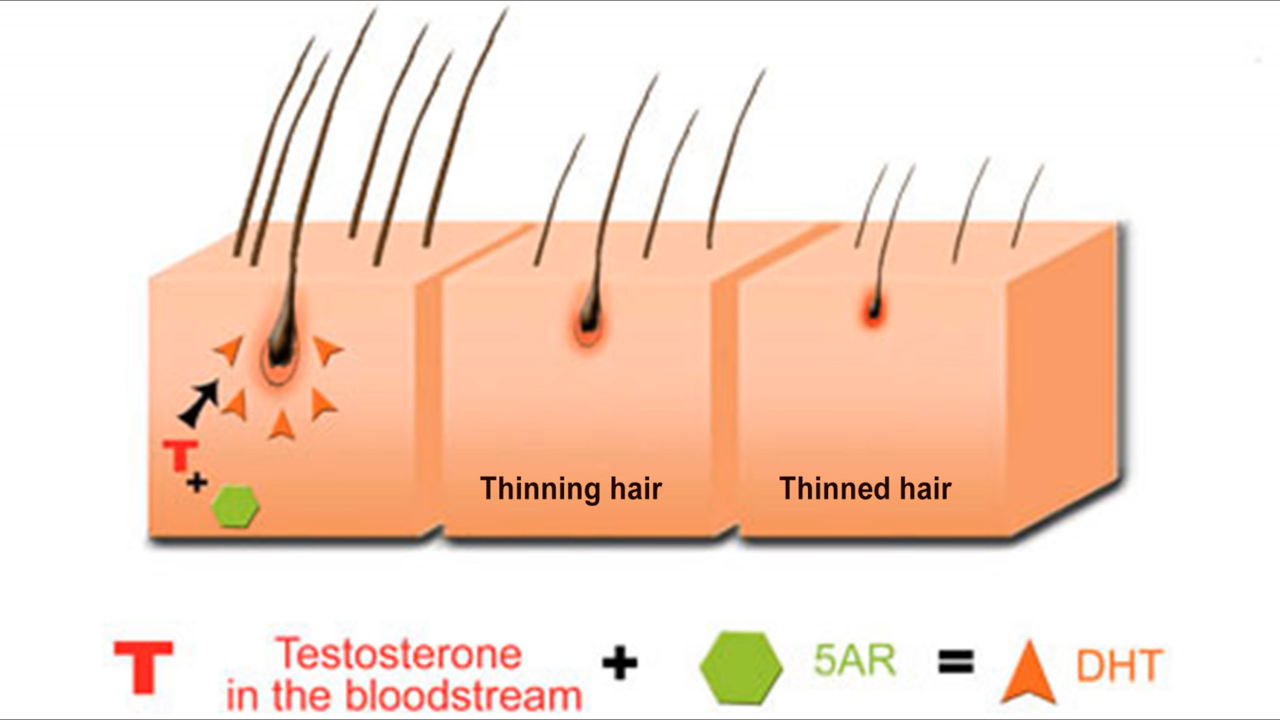 T
+
Thinning hair
Thinned hair
T Testosterone
in the bloodstream + 5AR = DHT